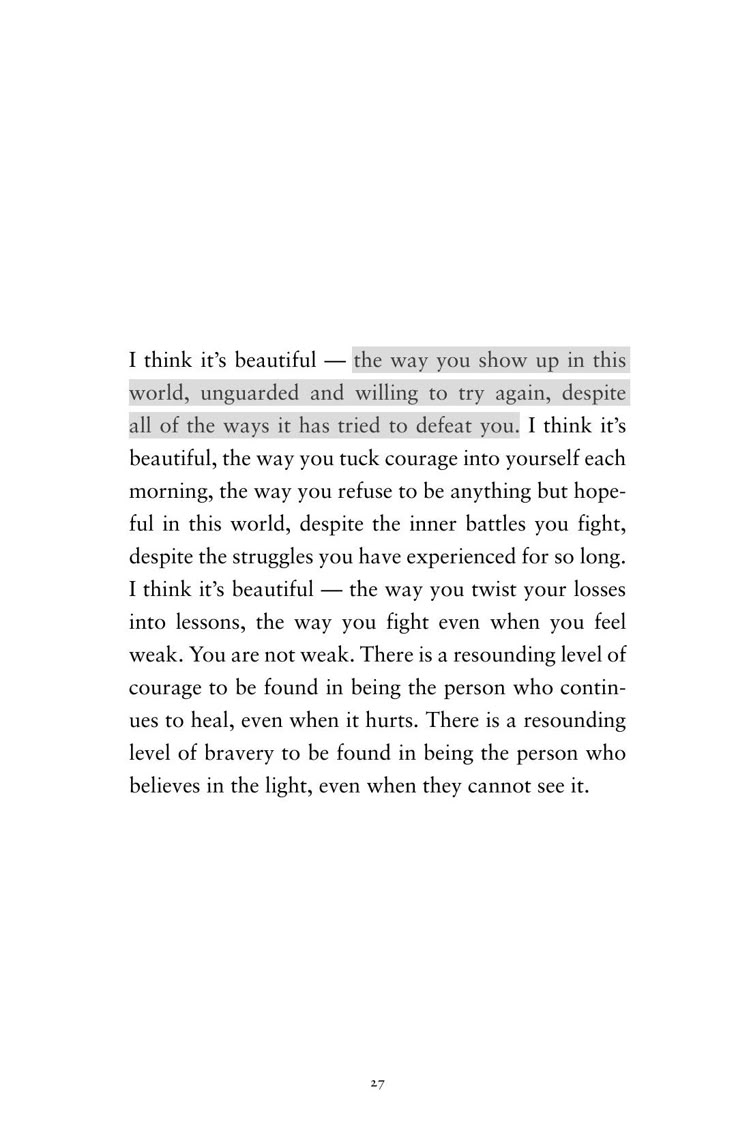 I think it’s beautiful — the way you show up in this
world, unguarded and willing to try again, despite
all of the ways it has tried to defeat you. I think it’s
beautiful, the way you tuck courage into yourself each
morning, the way you refuse to be anything but hope-
ful in this world, despite the inner battles you fight,
despite the struggles you have experienced for so long.
I think it’s beautiful — the way you twist your losses
into lessons, the way you fight even when you feel
weak. You are not weak. There is a resounding level of
courage to be found in being the person who contin-
ues to heal, even when it hurts. There is a resounding
level of bravery to be found in being the person who
believes in the light, even when they cannot see it.
27